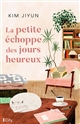 KIM JIYUN
La petite
échoppe
des jours
heureux